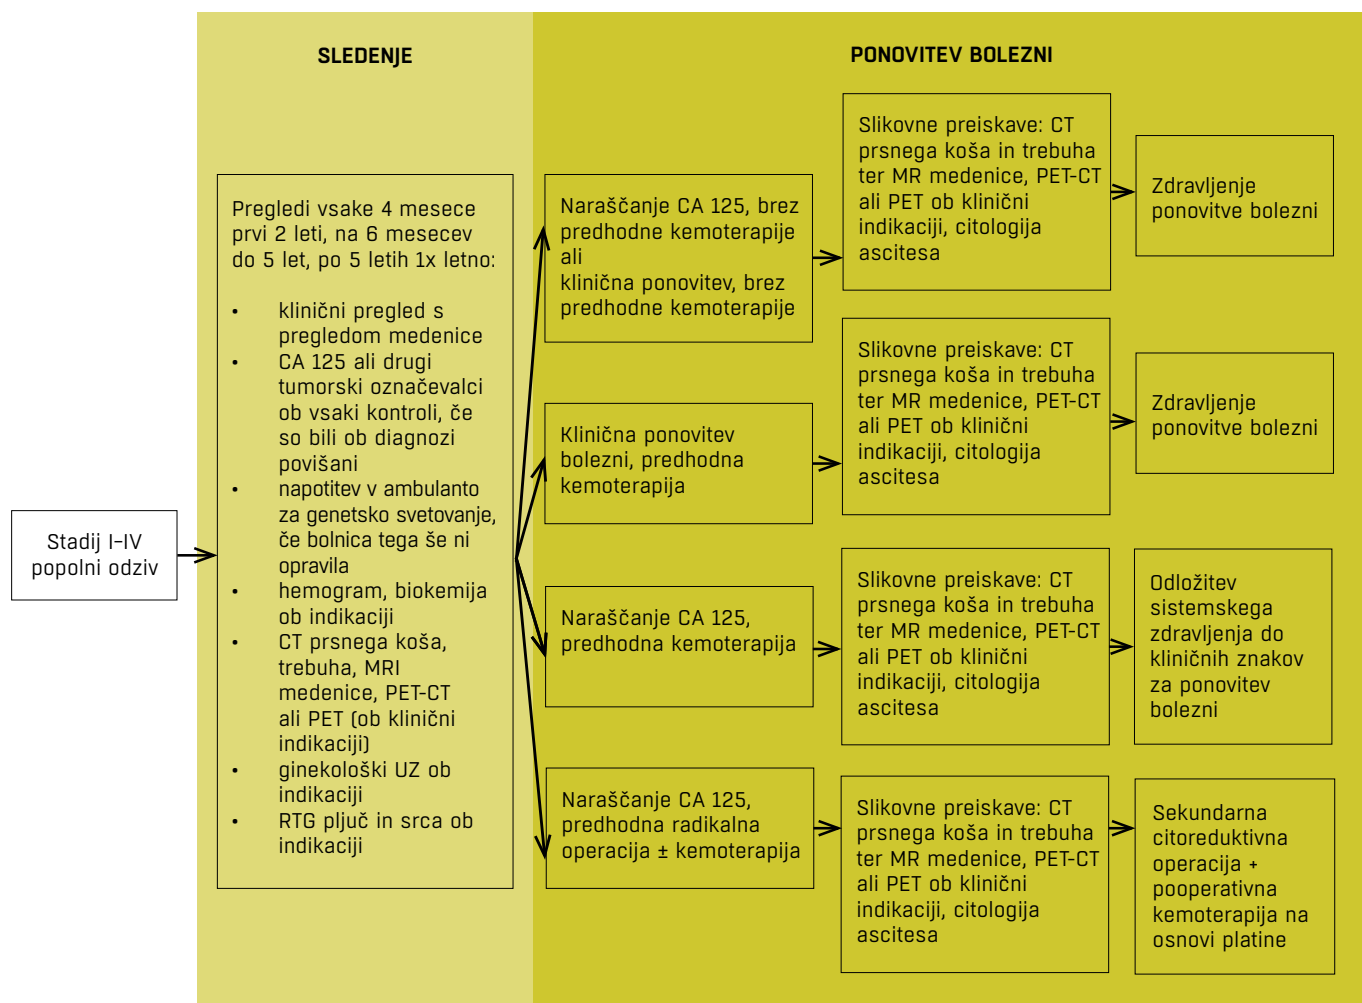 SLEDENJE
PONOVITEV BOLEZNI
Stadij I–IV
popolni odziv
Pregledi vsake 4 mesece
prvi 2 leti, na 6 mesecev
do 5 let, po 5 letih 1x letno:
• klinični pregled s
pregledom medenice
• CA 125 ali drugi
tumorski označevalci
ob vsaki kontroli, če
so bili ob diagnozi
povišani
• napotitev v ambulanto
za genetsko svetovanje,
če bolnica tega še ni
opravila
• hemogram, biokemija
ob indikaciji
• CT prsnega koša,
trebuha, MRI
medenice, PET-CT
ali PET (ob klinični
indikaciji)
• ginekološki UZ ob
indikaciji
• RTG pljuč in srca ob
indikaciji
Naraščanje CA 125, brez
predhodne kemoterapije
ali
klinična ponovitev, brez
predhodne kemoterapije
Slikovne preiskave: CT
prsnega koša in trebuha
ter MR medenice, PET-CT
ali PET ob klinični
indikaciji, citologija
ascitesa
Zdravljenje
ponovitve bolezni
Klinična ponovitev
bolezni, predhodna
kemoterapija
Slikovne preiskave: CT
prsnega koša in trebuha
ter MR medenice, PET-CT
ali PET ob klinični
indikaciji, citologija
ascitesa
Zdravljenje
ponovitve bolezni
Naraščanje CA 125,
predhodna kemoterapija
Slikovne preiskave: CT
prsnega koša in trebuha
ter MR medenice, PET-CT
ali PET ob klinični
indikaciji, citologija
ascitesa
Odložitev
sistemskega
zdravljenja do
kliničnih znakov
za ponovitev
bolezni
Naraščanje CA 125,
predhodna radikalna
operacija ± kemoterapija
Slikovne preiskave: CT
prsnega koša in trebuha
ter MR medenice, PET-CT
ali PET ob klinični
indikaciji, citologija
ascitesa
Sekundarna
citoreduktivna
operacija +
pooperativna
kemoterapija na
osnovi platine